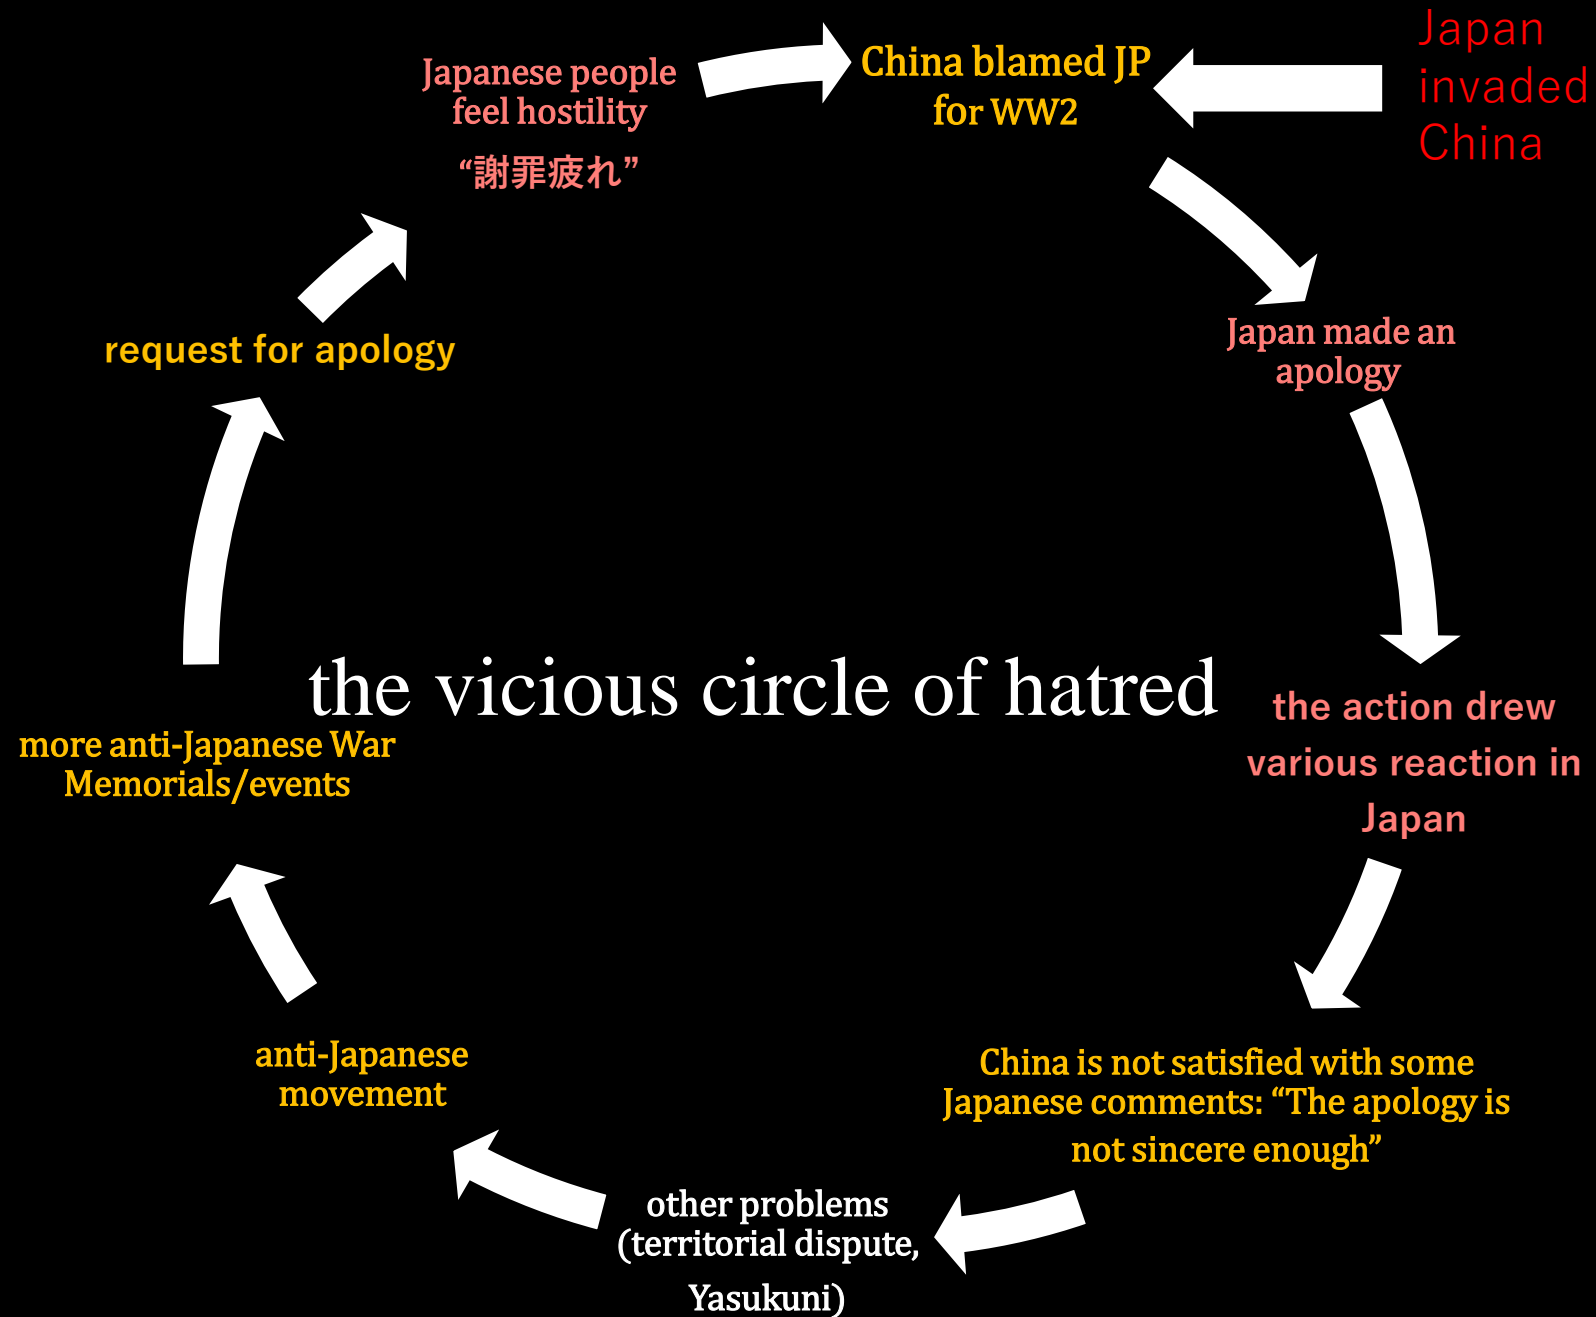 Japan
invaded
China
China blamed JP
for WW2
Japan made an
apology
the action drew
various reaction in
Japan
China is not satisfied with some
Japanese comments: “The apology is
not sincere enough”
other problems
(territorial dispute,
Yasukuni)
anti-Japanese
movement
more anti-Japanese War
Memorials/events
request for apology
Japanese people
feel hostility
“謝罪疲れ”
the vicious circle of hatred